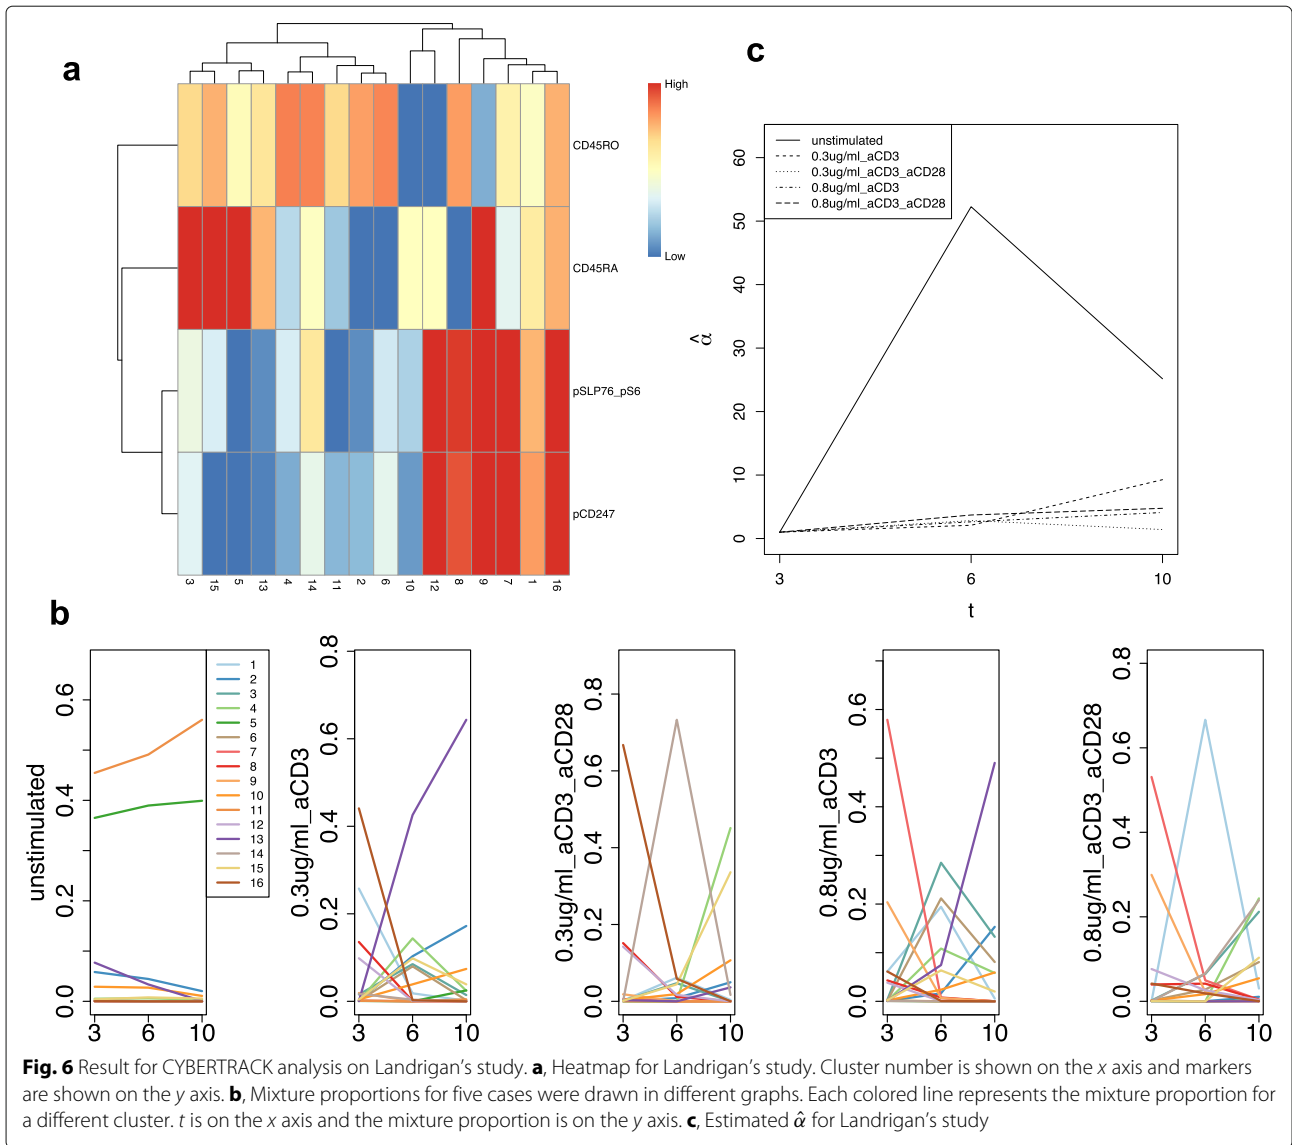 a
High
Low
CD45RO
CD45RA
pSLP76_pS6
pCD247
3 15 5 13 4 14 11 2 6 10 12 8 9 7 1 16
c
unstimulated
0.3ug/ml_aCD3
0.3ug/ml_aCD3_aCD28
0.8ug/ml_aCD3
0.8ug/ml_aCD3_aCD28
60
50
40
30
20
10
0
α̂
3 6 10
t
b
unstimulated
0.6
0.4
0.2
0.0
3 6 10
1
2
3
4
5
6
7
8
9
10
11
12
13
14
15
16
0.3ug/ml_aCD3
0.8
0.6
0.4
0.2
0.0
3 6 10
0.3ug/ml_aCD3_aCD28
0.8
0.6
0.4
0.2
0.0
3 6 10
0.8ug/ml_aCD3
0.6
0.4
0.2
0.0
3 6 10
0.8ug/ml_aCD3_aCD28
0.8
0.6
0.4
0.2
0.0
3 6 10
Fig. 6 Result for CYBERTRACK analysis on Landrigan's study. a, Heatmap for Landrigan's study. Cluster number is shown on the x axis and markers
are shown on the y axis. b, Mixture proportions for five cases were drawn in different graphs. Each colored line represents the mixture proportion for
a different cluster. t is on the x axis and the mixture proportion is on the y axis. c, Estimated α̂ for Landrigan's study